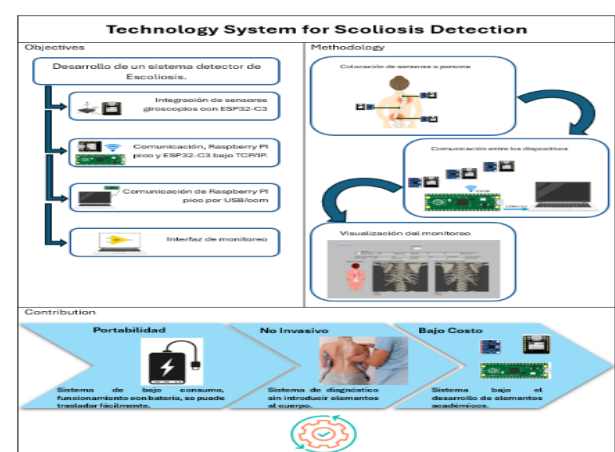 Technology System for Scoliosis Detection
Objectives
Desarrollo de un sistema detector de
Escoliosis.
Integración de sensores
giroscopios con ESP32-C3
Comunicación, Raspberry PI
pico y ESP32-C3 bajo TCP/IP.
Comunicación de Raspberry PI
pico por USB/com
Interfaz de monitoreo
Methodology
Colocación de sensores a persona
Comunicación entre los dispositivos
Visualización del monitoreo
Contribution
Portabilidad
Sistema de bajo consumo,
funcionamiento con batería, se puede
trasladar fácilmente.
No Invasivo
Sistema de diagnóstico
sin introducir elementos
al cuerpo.
Bajo Costo
Sistema bajo el
desarrollo de elementos
académicos.